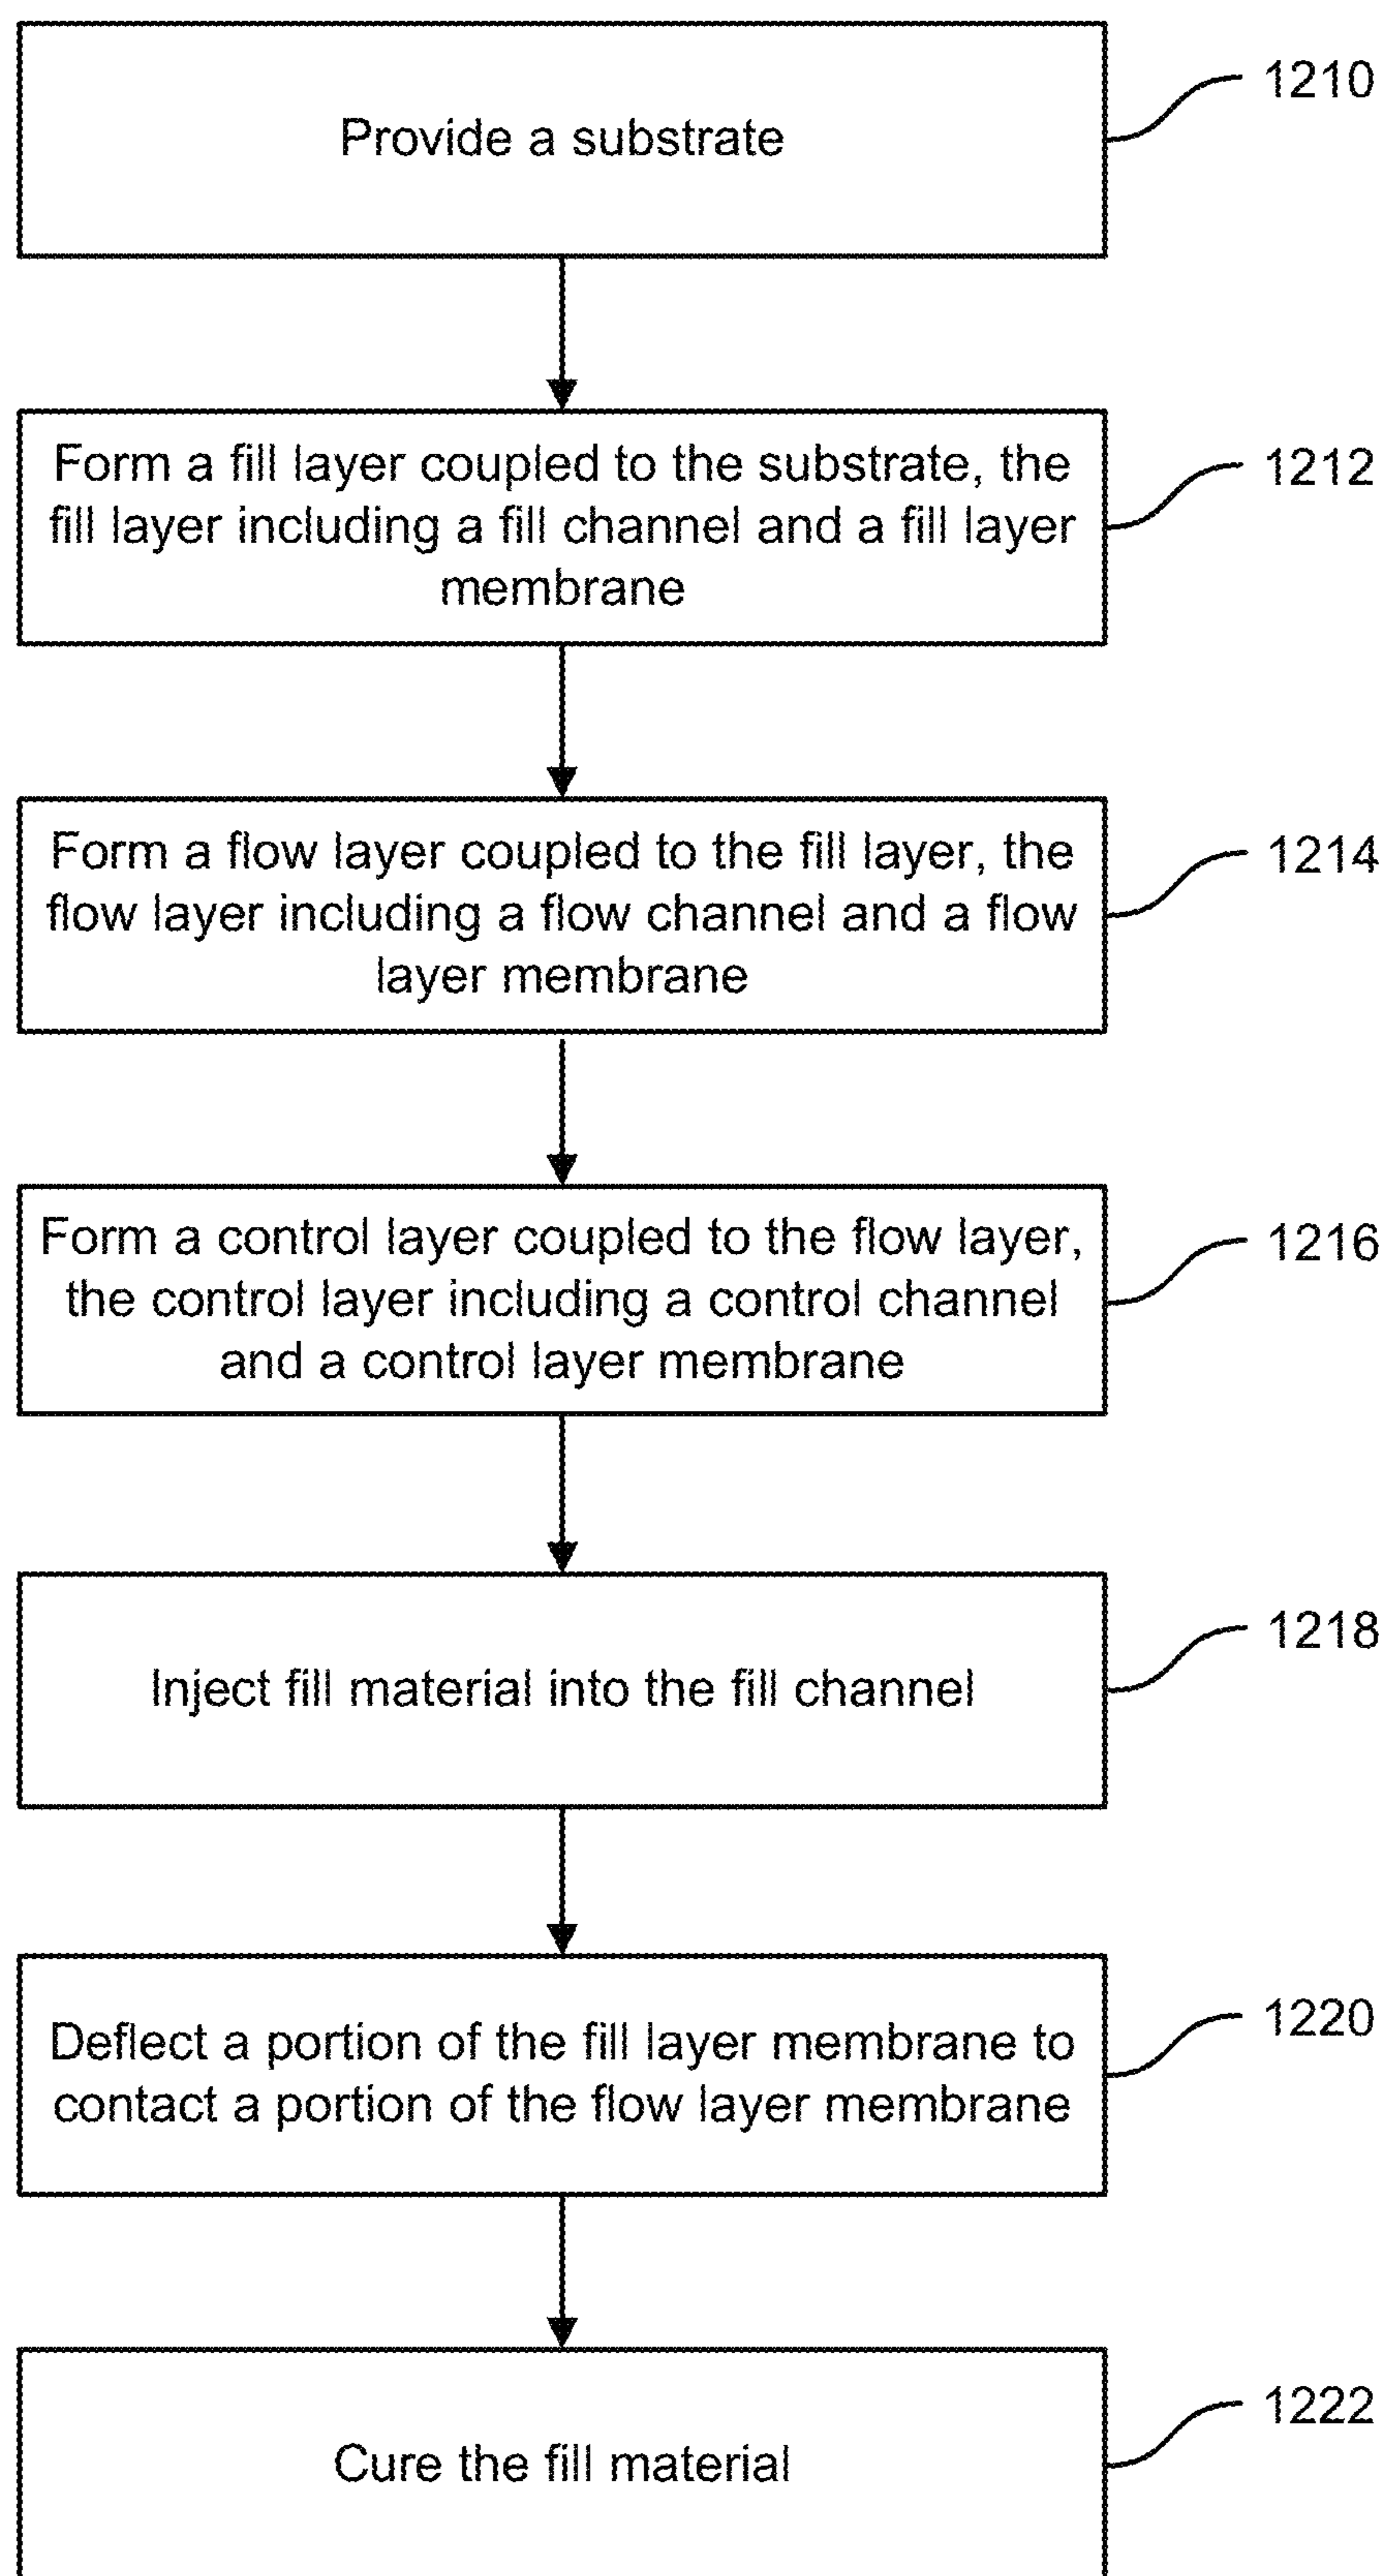 Provide a substrate
1210
Form a fill layer coupled to the substrate, the
fill layer including a fill channel and a fill layer
membrane
1212
Form a flow layer coupled to the fill layer, the
flow layer including a flow channel and a flow
layer membrane
1214
Form a control layer coupled to the flow layer,
the control layer including a control channel
and a control layer membrane
1216
Inject fill material into the fill channel
1218
Deflect a portion of the fill layer membrane to
contact a portion of the flow layer membrane
1220
Cure the fill material
1222